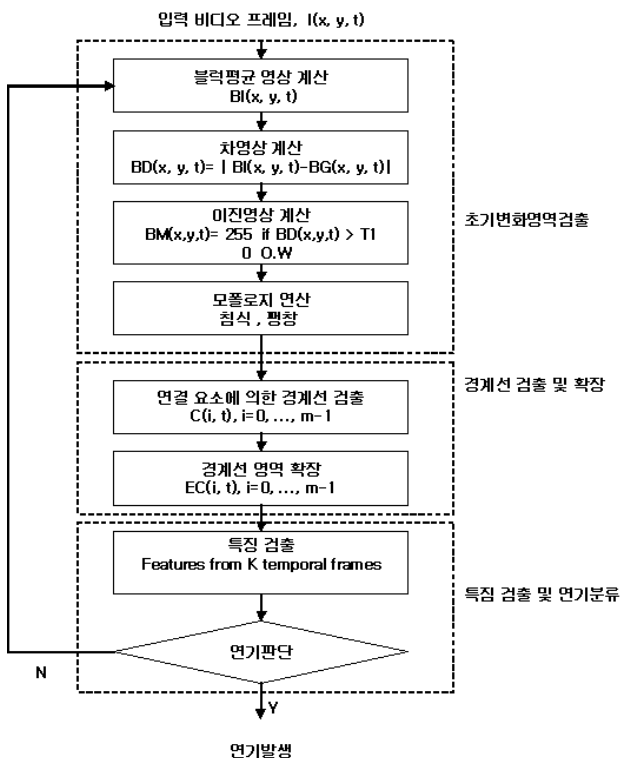 입력 비디오 프레임, I(x, y, t)
블럭평균 영상 계산
BI(x, y, t)
차영상 계산
BD(x, y, t)= | BI(x, y, t)-BG(x, y, t)|
이진영상 계산
BM(x,y,t)= 255 if BD(x,y,t) > T1
0 O.W
모폴로지 연산
침식 , 팽창
초기변화영역검출
연결 요소에 의한 경계선 검출
C(i, t), i=0, ..., m-1
경계선 영역 확장
EC(i, t), i=0, ..., m-1
경계선 검출 및 확장
특징 검출
Features from K temporal frames
특징 검출 및 연기분류
연기판단
N
Y
연기발생